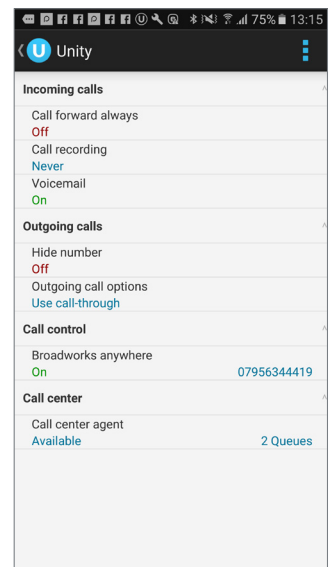 75% 13:15
Unity
Incoming calls
Call forward always
Off
Call recording
Never
Voicemail
On
Outgoing calls
Hide number
Off
Outgoing call options
Use call-through
Call control
Broadworks anywhere
On 07956344419
Call center
Call center agent
Available 2 Queues